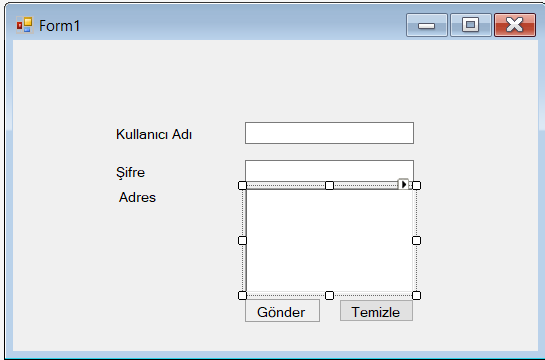 Form1
Kullanıcı Adı
Şifre
Adres
Gönder
Temizle